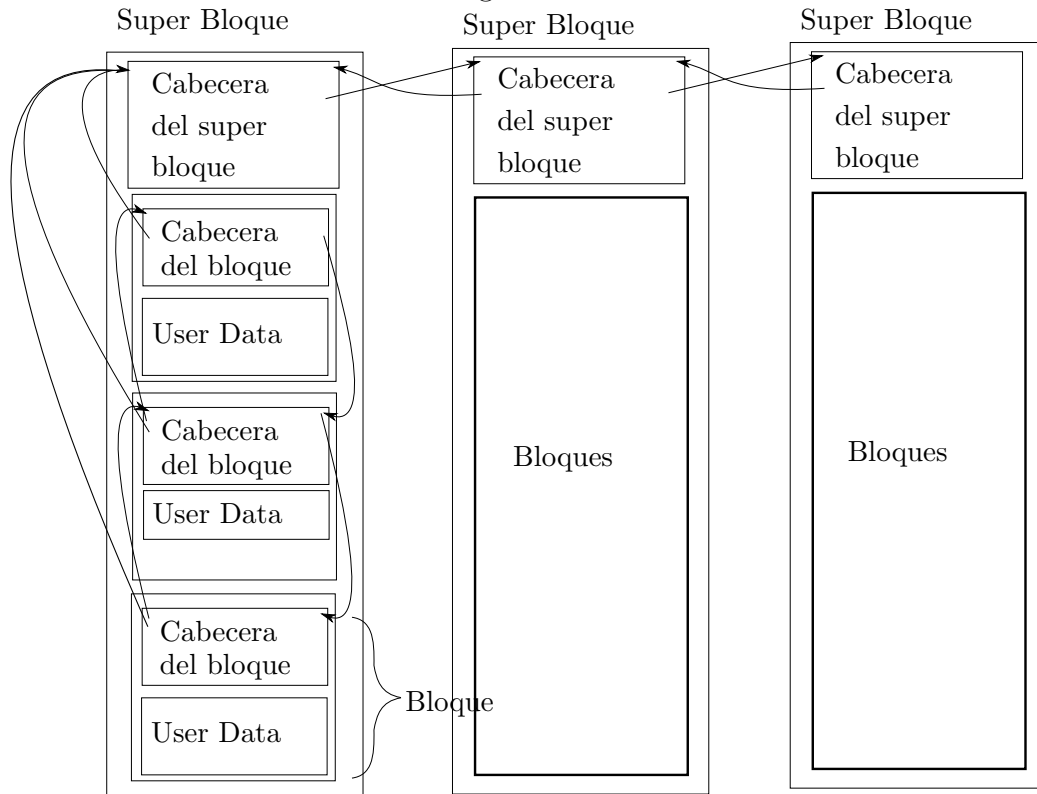 Super Bloque
Super Bloque
Super Bloque
Cabecera
del super
bloque
Cabecera
del super
bloque
Cabecera
del super
bloque
Cabecera
del bloque
User Data
Cabecera
del bloque
User Data
Cabecera
del bloque
User Data
Bloque
Bloques
Bloques